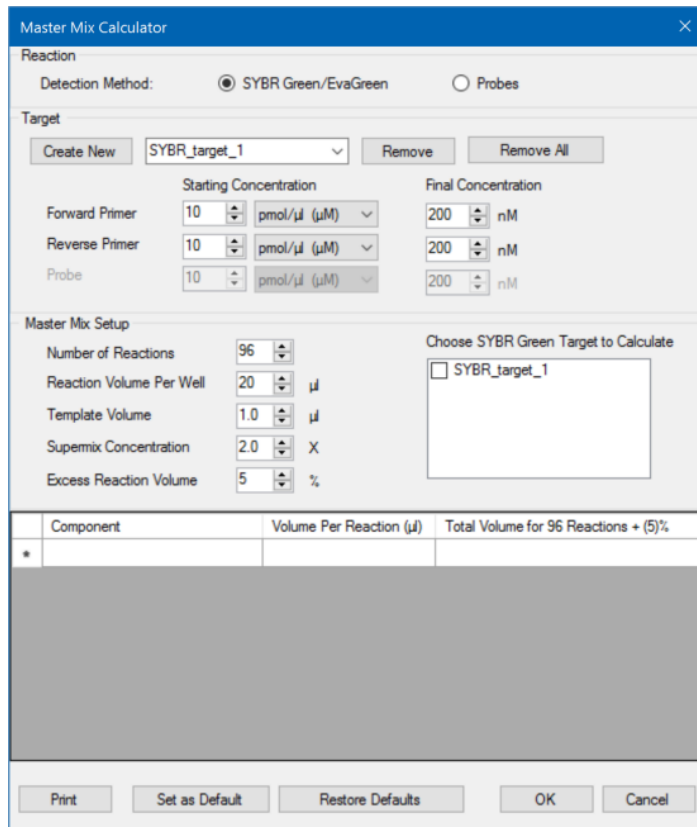 Master Mix Calculator
Reaction
Detection Method: SYBR Green/EvaGreen Probes
Target
Create New SYBR_target_1 Remove Remove All
Starting Concentration Final Concentration
Forward Primer 10 pmol/µl (µM) 200 nM
Reverse Primer 10 pmol/µl (µM) 200 nM
Probe 10 pmol/µl (µM) 200 nM
Master Mix Setup
Number of Reactions 96
Reaction Volume Per Well 20 µl
Template Volume 1.0 µl
Supermix Concentration 2.0 X
Excess Reaction Volume 5 %
Choose SYBR Green Target to Calculate
SYBR_target_1
Component Volume Per Reaction (µl) Total Volume for 96 Reactions + (5)%
*
Print Set as Default Restore Defaults OK Cancel